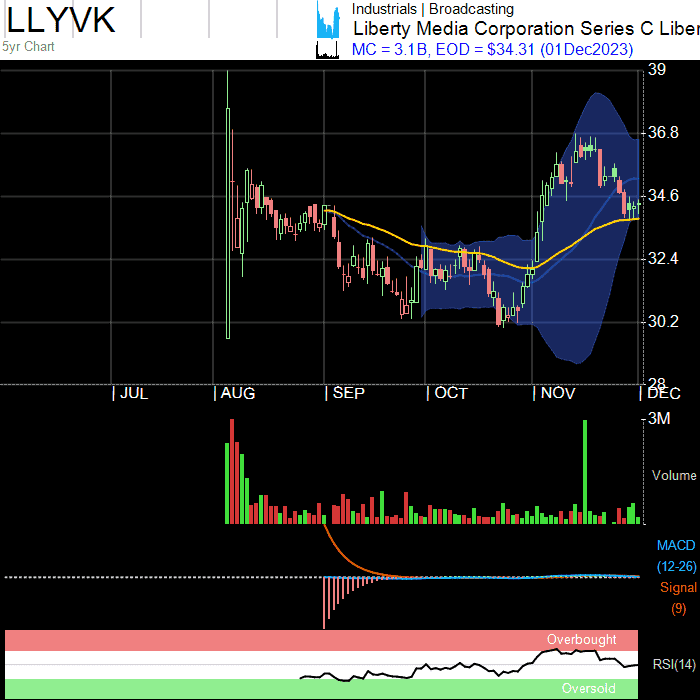 LLYVK
5yr Chart
Industrials | Broadcasting
Liberty Media Corporation Series C Liber
MC = 3.1B, EOD = $34.31 (01Dec2023)
39
36.8
34.6
32.4
30.2
28
JUL AUG SEP OCT NOV DEC
3M
Volume
MACD
(12-26)
Signal
(9)
Overbought
RSI(14)
Oversold